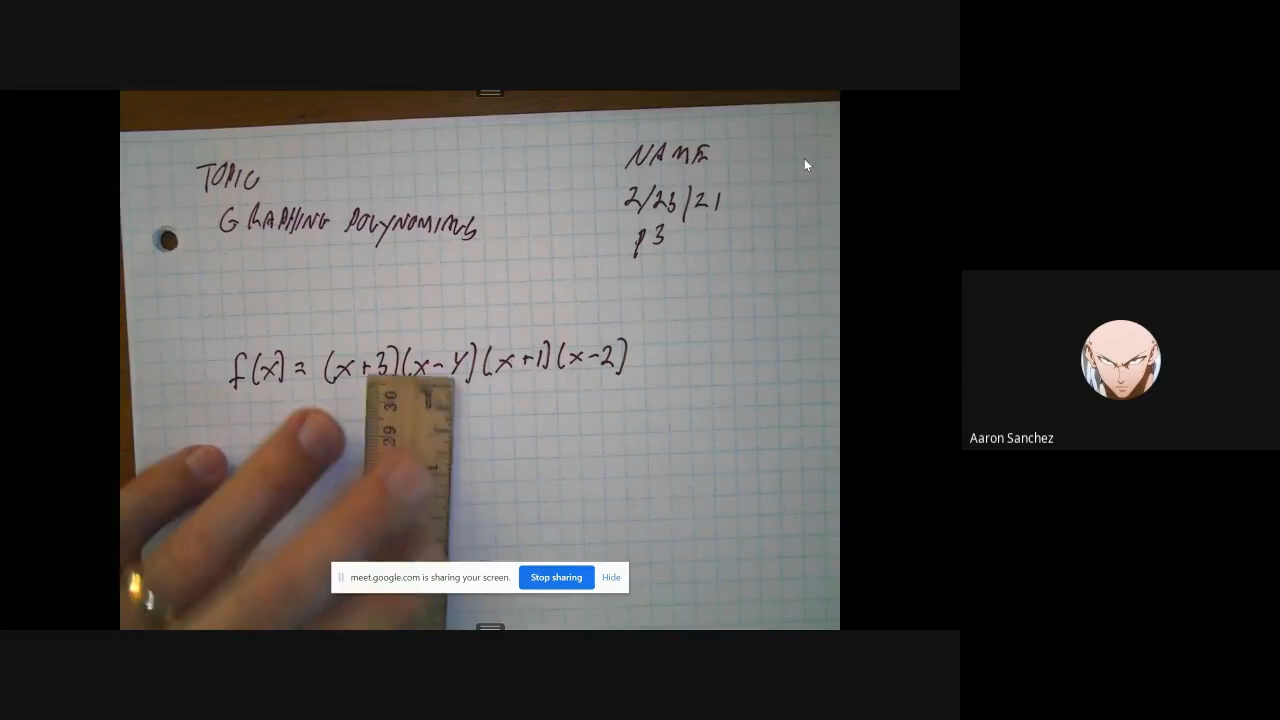 TOPIC
GRAPHING POLYNOMIALS
NAME
2/23/21
p3
f(x) = (x+3)(x-4)(x+1)(x-2)
29 30
meet.google.com is sharing your screen.
Stop sharing
Hide
Aaron Sanchez